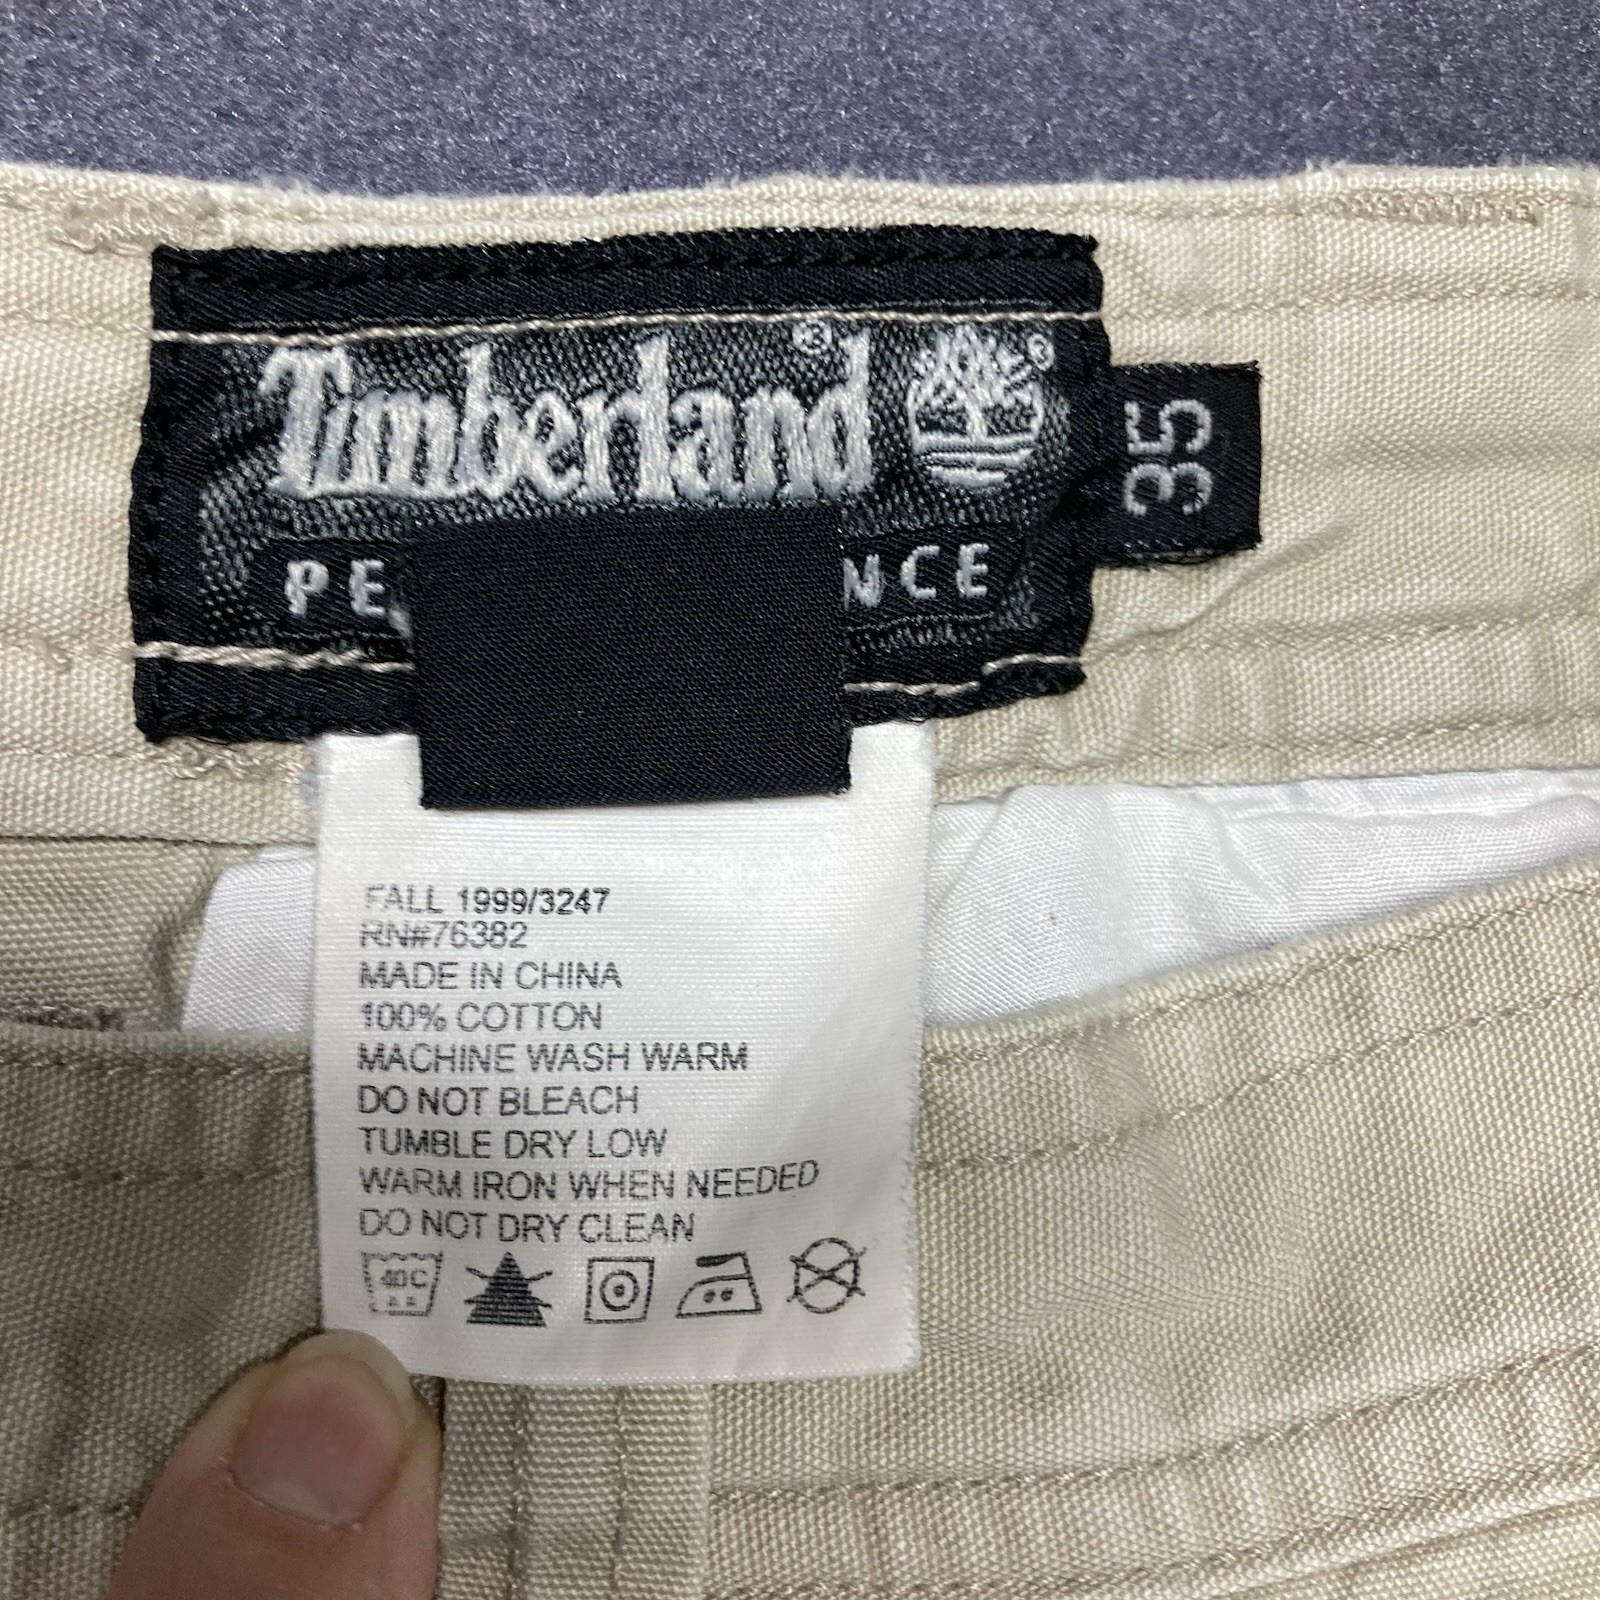 Timberland®
®
35
PE NCE
FALL 1999/3247
RN#76382
MADE IN CHINA
100% COTTON
MACHINE WASH WARM
DO NOT BLEACH
TUMBLE DRY LOW
WARM IRON WHEN NEEDED
DO NOT DRY CLEAN
40C